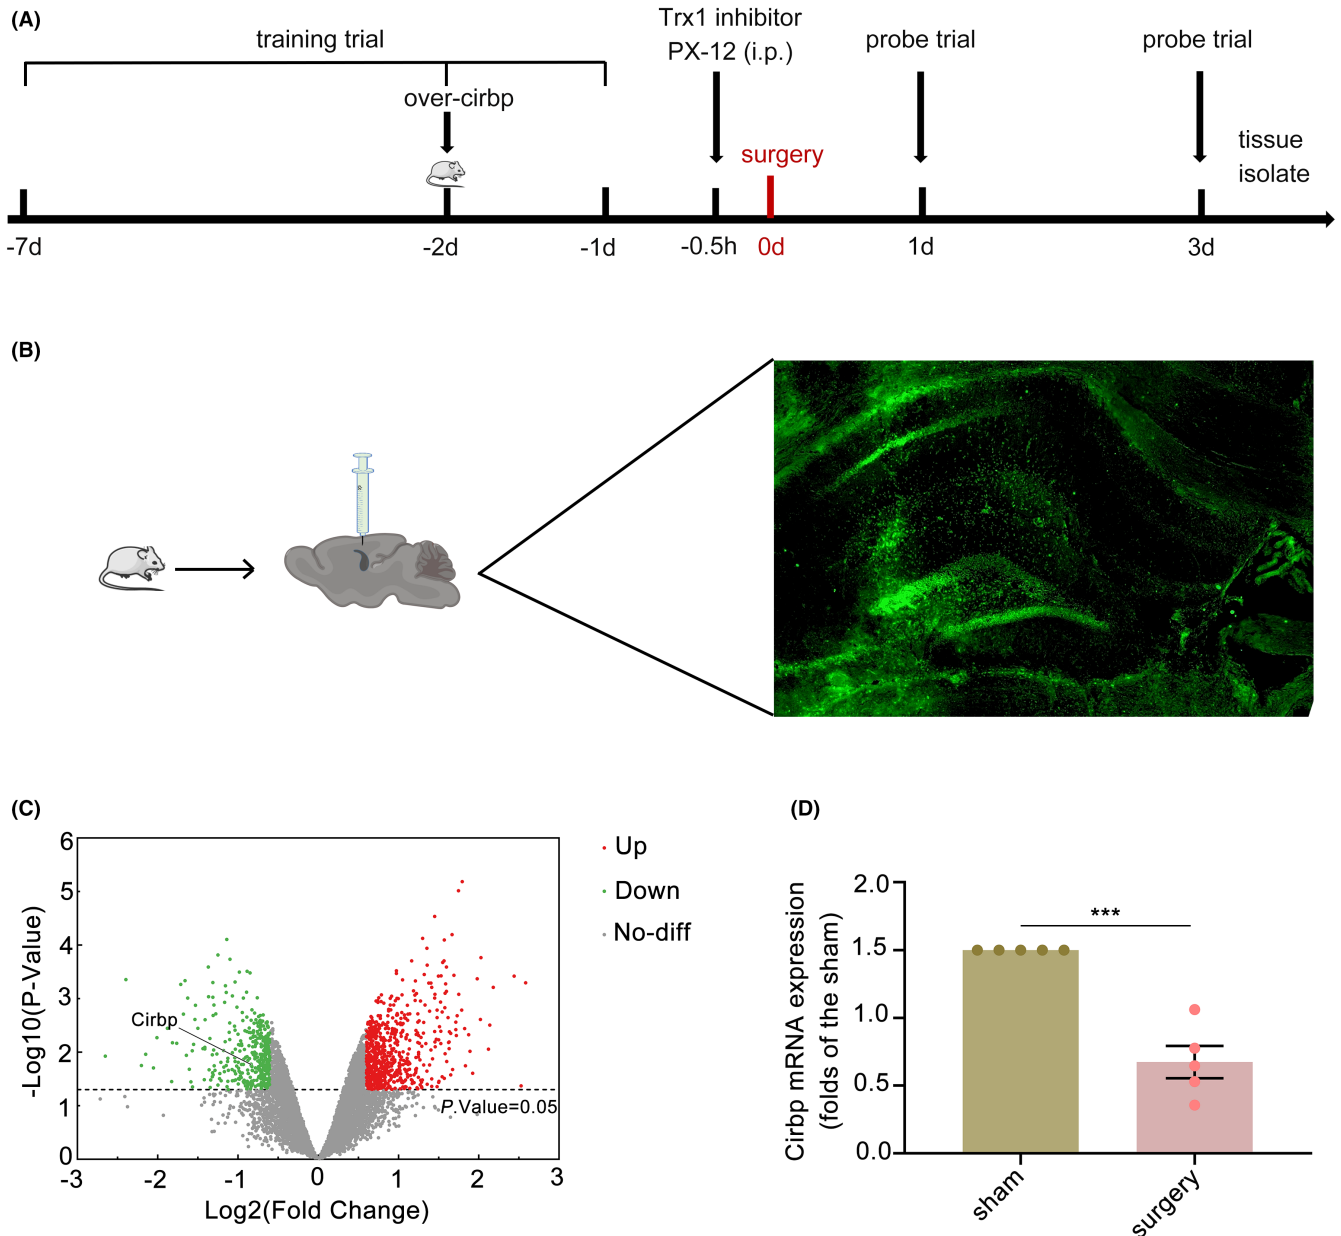 (A)
training trial
over-cirbp
Trx1 inhibitor
PX-12 (i.p.)
surgery
probe trial
probe trial
tissue
isolate
-7d
-2d
-1d
-0.5h
0d
1d
3d
(B)
(C)
6
5
4
3
2
1
0
-Log10(P-Value)
Cirbp
P.Value=0.05
-3
-2
-1
0
1
2
3
Log2(Fold Change)
Up
Down
No-diff
(D)
Cirbp mRNA expression
(folds of the sham)
2.0
1.5
1.0
0.5
0.0
***
sham
surgery